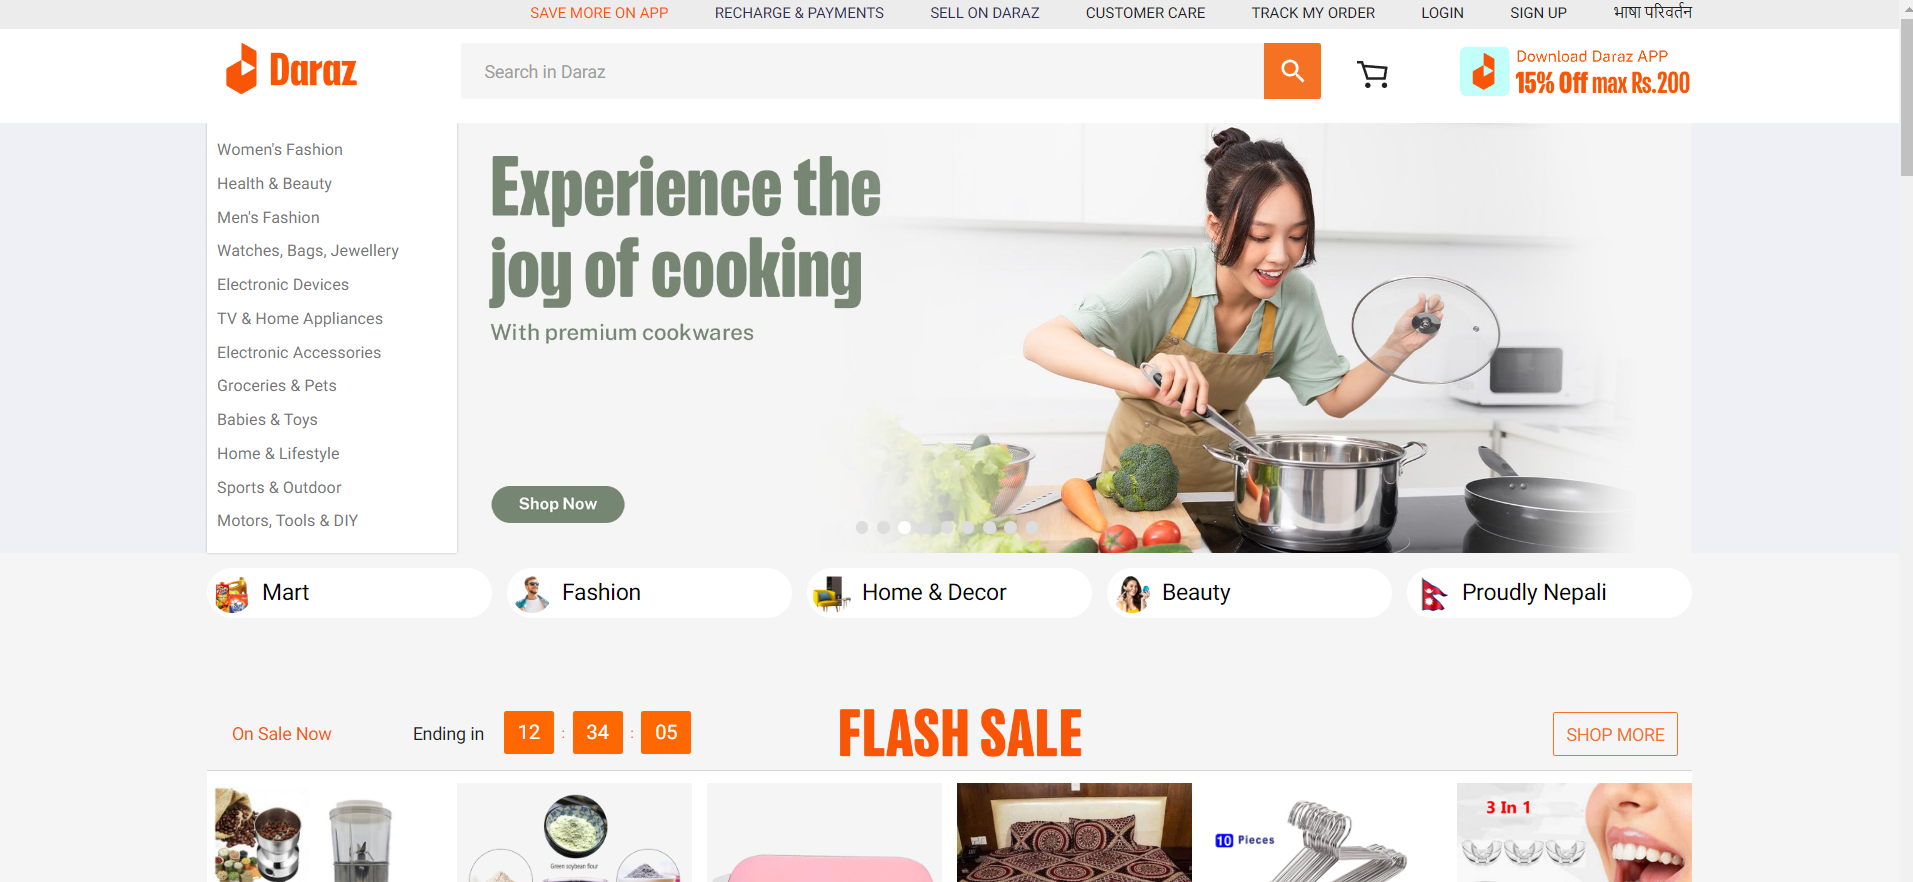 SAVE MORE ON APP
RECHARGE & PAYMENTS
SELL ON DARAZ
CUSTOMER CARE
TRACK MY ORDER
LOGIN
SIGN UP
भाषा परिवर्तन
Daraz
Search in Daraz
Download Daraz APP
15% Off max Rs.200
Women's Fashion
Health & Beauty
Men's Fashion
Watches, Bags, Jewellery
Electronic Devices
TV & Home Appliances
Electronic Accessories
Groceries & Pets
Babies & Toys
Home & Lifestyle
Sports & Outdoor
Motors, Tools & DIY
Experience the
joy of cooking
With premium cookwares
Shop Now
Mart
Fashion
Home & Decor
Beauty
Proudly Nepali
On Sale Now
Ending in
12 : 34 : 05
FLASH SALE
SHOP MORE
Green soybean flour
10 Pieces
3 In 1